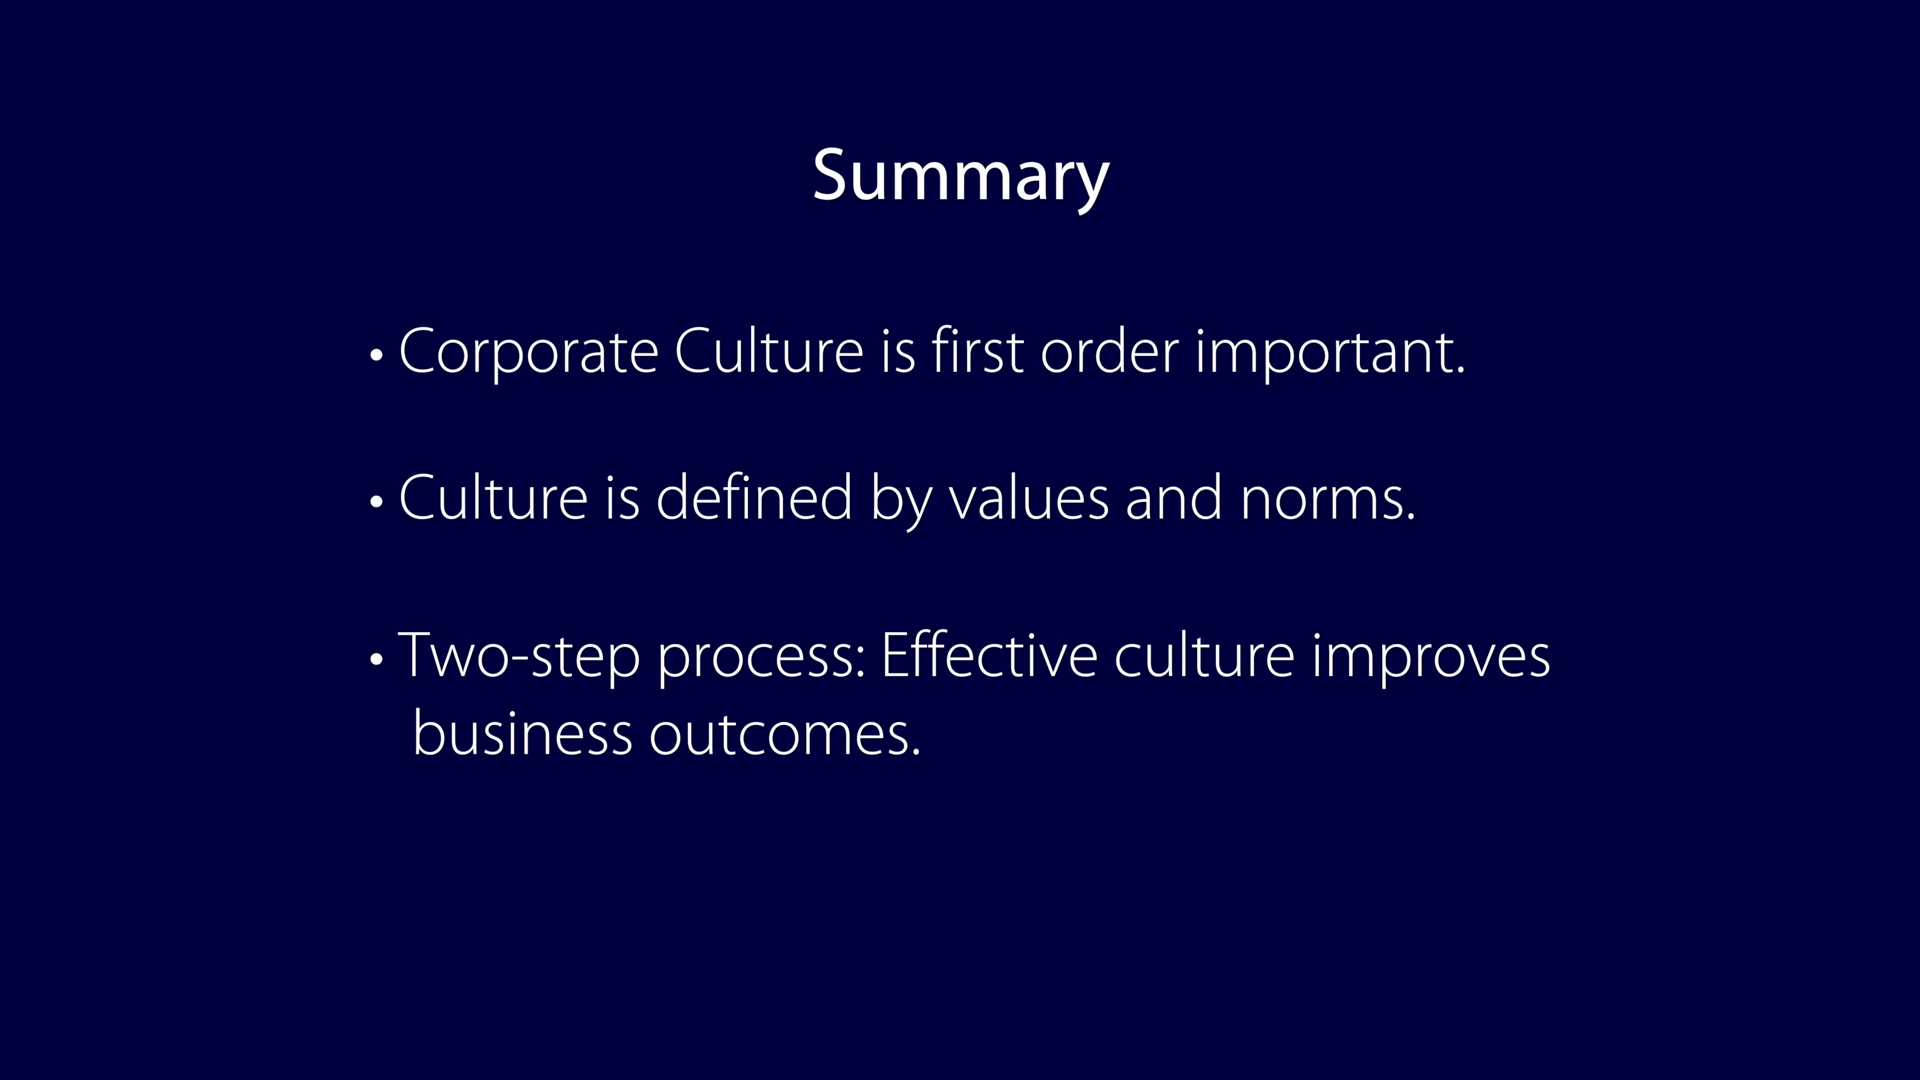 Summary
• Corporate Culture is first order important.
• Culture is defined by values and norms.
• Two-step process: Effective culture improves
business outcomes.